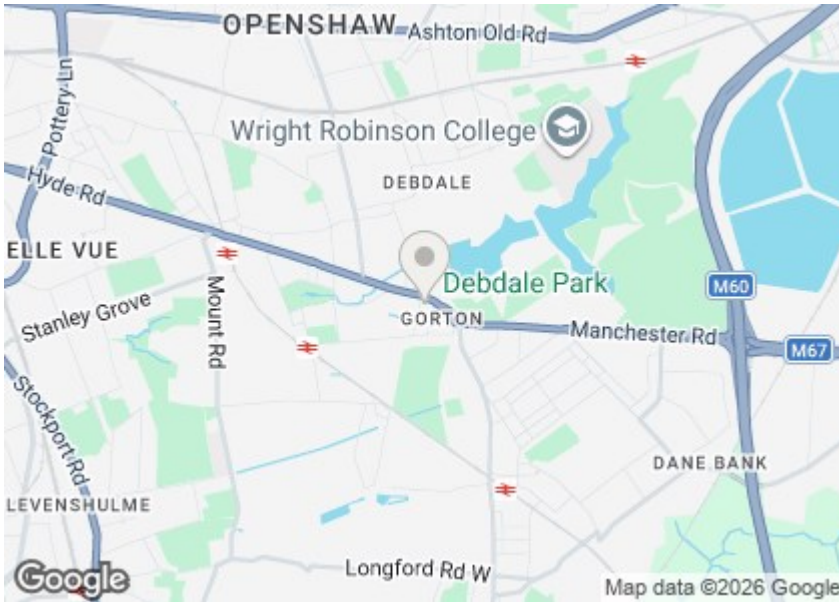 OPENSHAW
Ashton Old Rd
Pottery Ln
Wright Robinson College
Hyde Rd
DEBDALE
ELLE VUE
Debdale Park
M60
Stanley Grove
Mount Rd
GORTON
Manchester Rd
M67
Stockport Rd
DANE BANK
LEVENSHULME
Longford Rd W
Google
Map data ©2026 Google